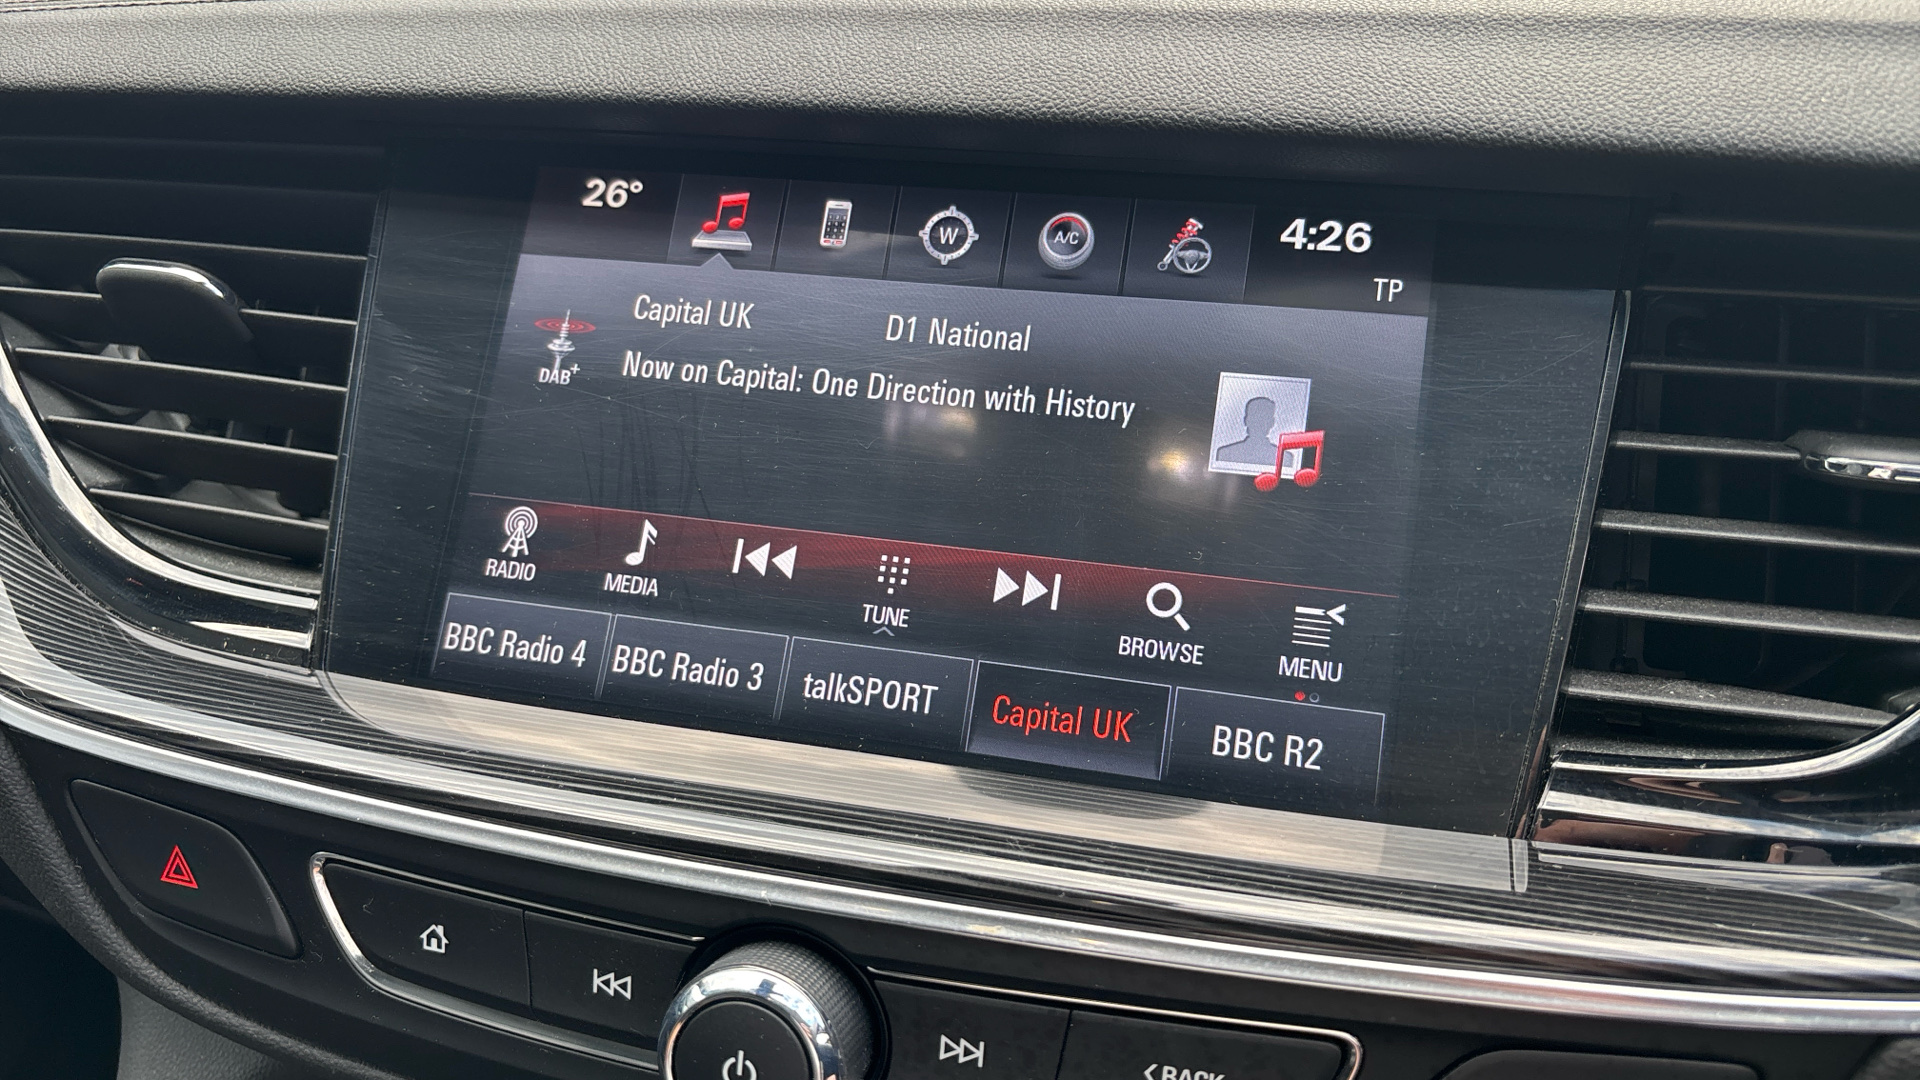 26°
W
A/C
4:26
TP
Capital UK
D1 National
DAB+
Now on Capital: One Direction with History
RADIO
MEDIA
TUNE
BROWSE
MENU
BBC Radio 4
BBC Radio 3
talkSPORT
Capital UK
BBC R2
BACK